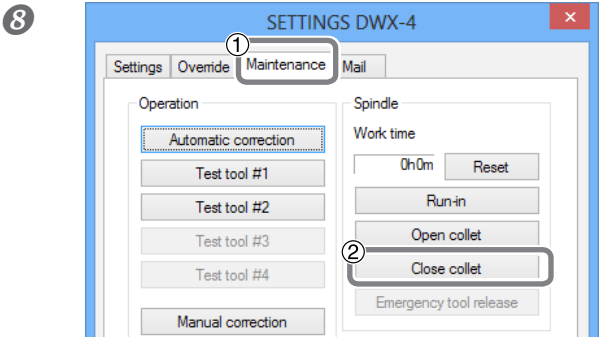 8
SETTINGS DWX-4
×
1
Settings Override Maintenance Mail
Operation
Automatic correction
Test tool #1
Test tool #2
Test tool #3
Test tool #4
Manual correction
Spindle
Work time
0h0m Reset
Run-in
Open collet
2
Close collet
Emergency tool release